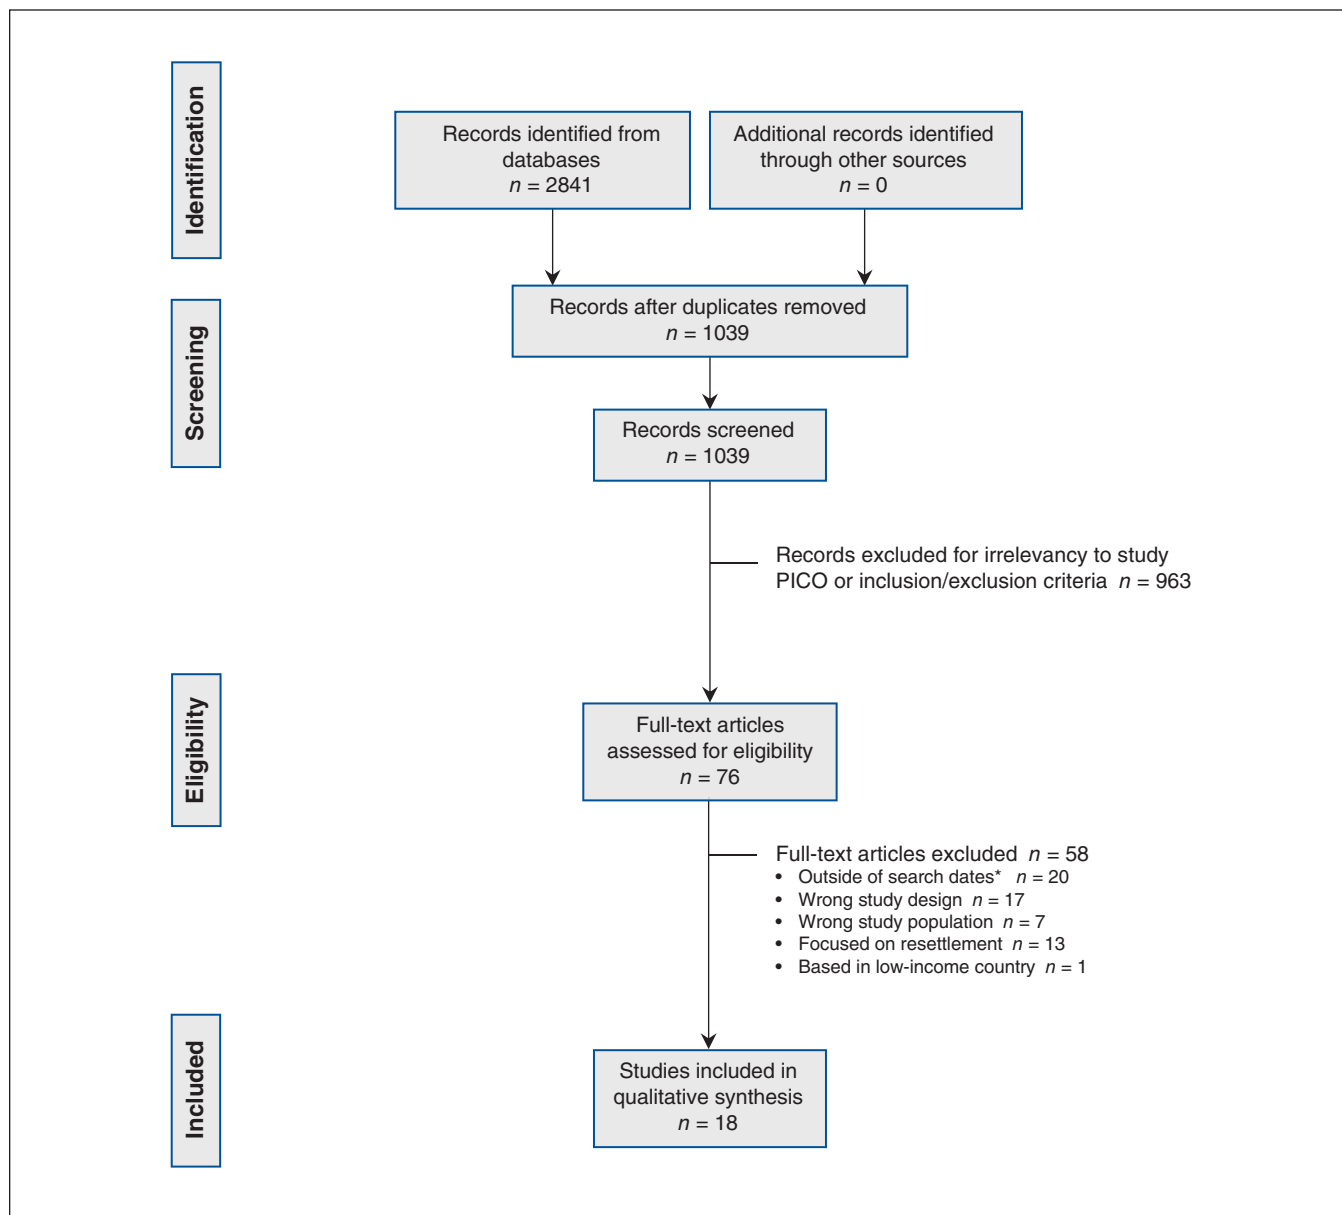 Identification
Records identified from
databases
n = 2841
Additional records identified
through other sources
n = 0
Screening
Records after duplicates removed
n = 1039
Records screened
n = 1039
Records excluded for irrelevancy to study
PICO or inclusion/exclusion criteria n = 963
Eligibility
Full-text articles
assessed for eligibility
n = 76
Full-text articles excluded n = 58
• Outside of search dates* n = 20
• Wrong study design n = 17
• Wrong study population n = 7
• Focused on resettlement n = 13
• Based in low-income country n = 1
Included
Studies included in
qualitative synthesis
n = 18